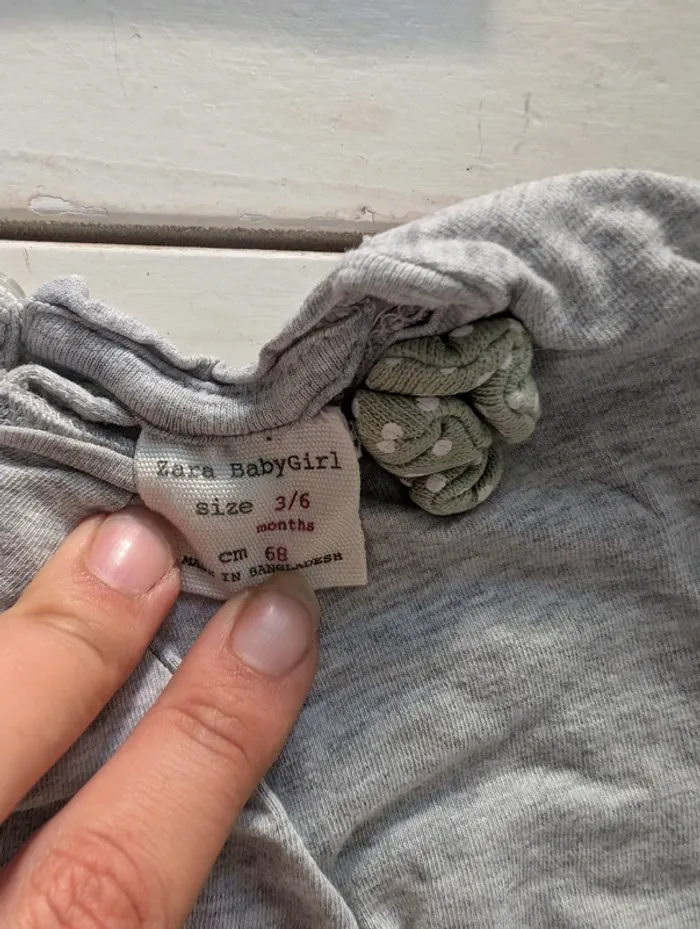 Zara BabyGirl
size 3/6
months
cm 68
MADE IN BANGLADESH